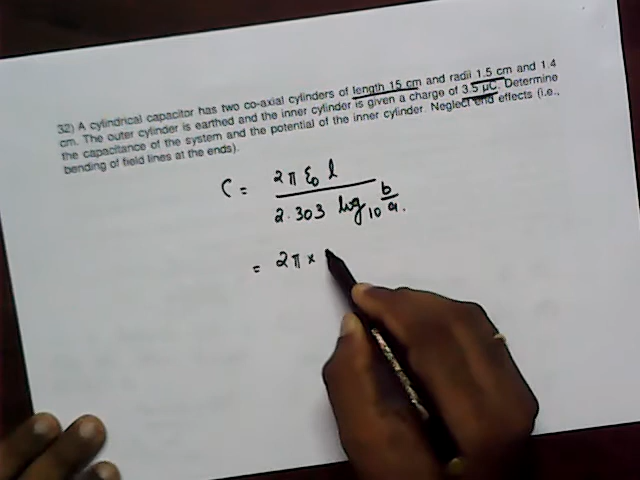 32) A cylindrical capacitor has two co-axial cylinders of length 15 cm and radii 1.5 cm and 1.4
cm. The outer cylinder is earthed and the inner cylinder is given a charge of 3.5 μC. Determine
the capacitance of the system and the potential of the inner cylinder. Neglect end effects (i.e.,
bending of field lines at the ends).
C = 2π ε₀ l / 2.303 log₁₀ b/a.
= 2π ×